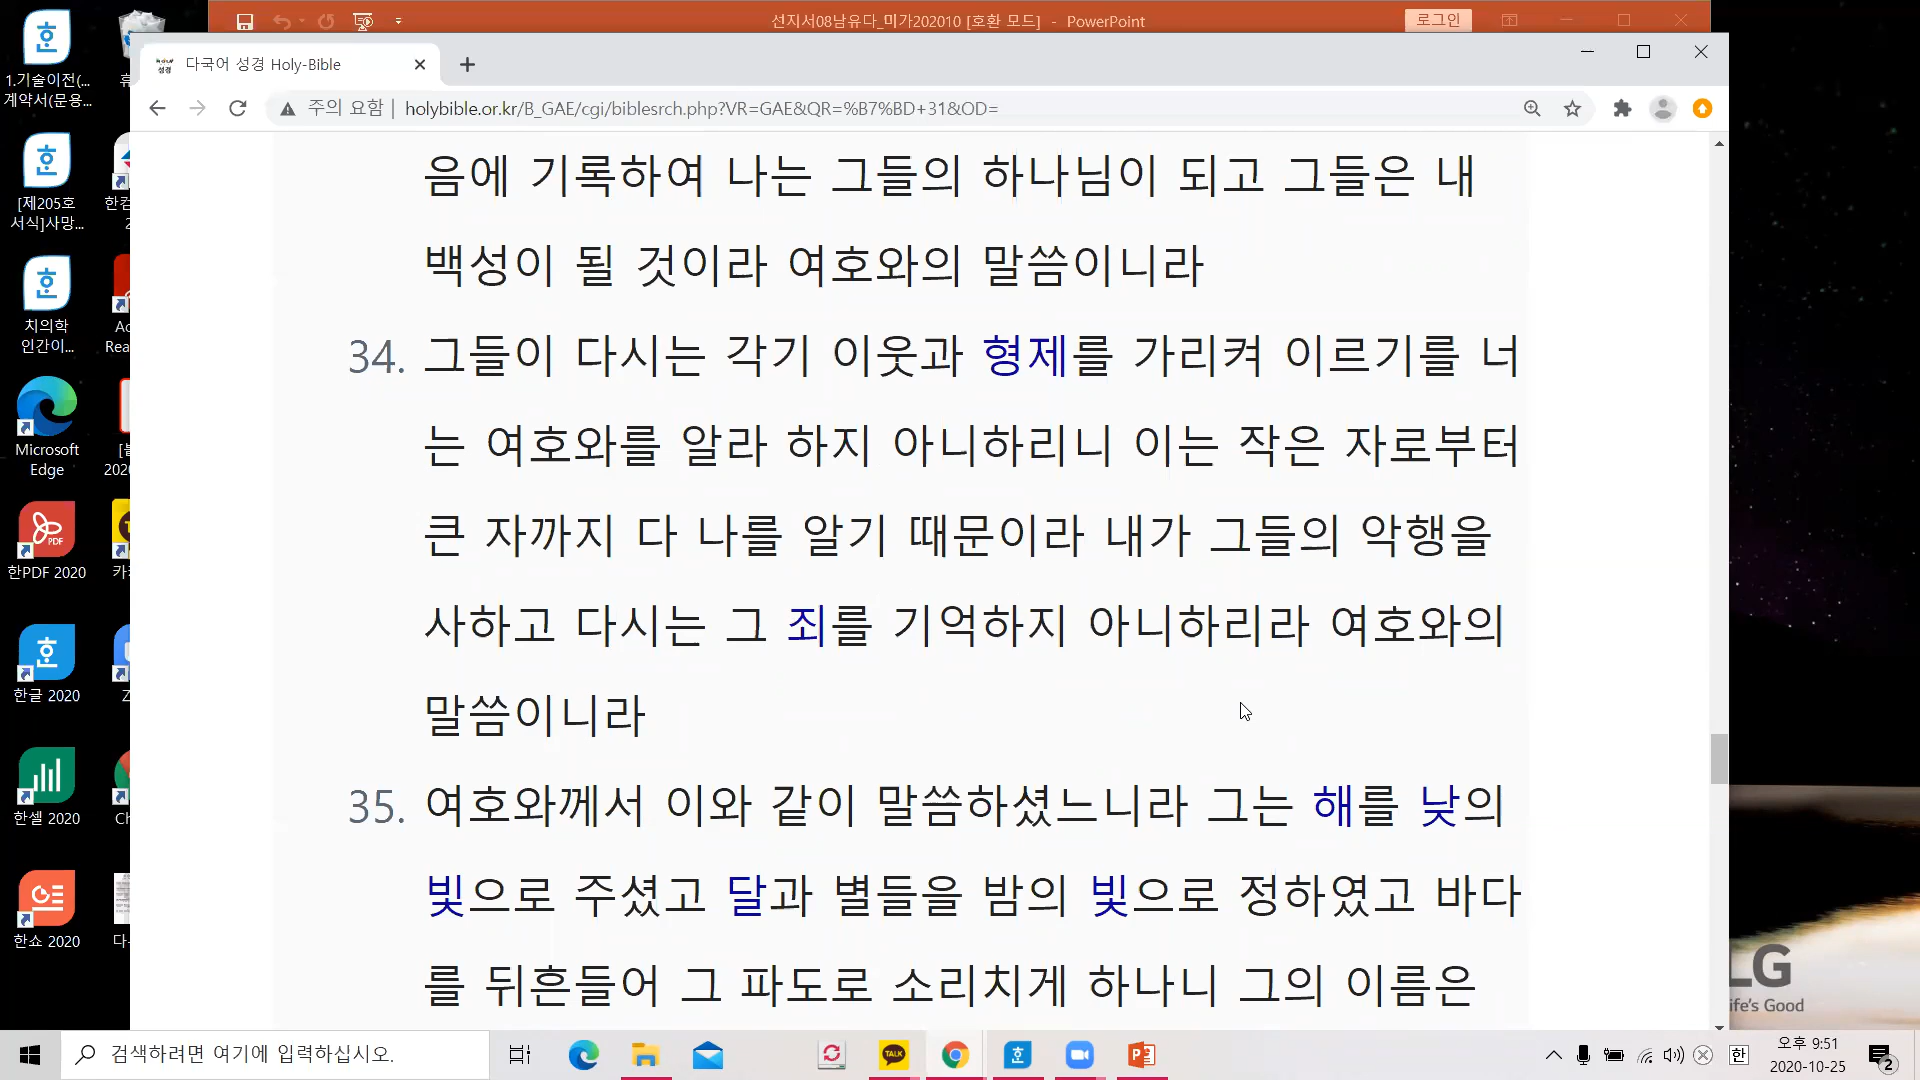 선지서08남유다_미가202010 [호환 모드] - PowerPoint
로그인
다국어 성경 Holy-Bible
주의 요함 | holybible.or.kr/B_GAE/cgi/biblesrch.php?VR=GAE&QR=%B7%BD+31&OD=
음에 기록하여 나는 그들의 하나님이 되고 그들은 내
백성이 될 것이라 여호와의 말씀이니라
34. 그들이 다시는 각기 이웃과 형제를 가리켜 이르기를 너
는 여호와를 알라 하지 아니하리니 이는 작은 자로부터
큰 자까지 다 나를 알기 때문이라 내가 그들의 악행을
사하고 다시는 그 죄를 기억하지 아니하리라 여호와의
말씀이니라
35. 여호와께서 이와 같이 말씀하셨느니라 그는 해를 낮의
빛으로 주셨고 달과 별들을 밤의 빛으로 정하였고 바다
를 뒤흔들어 그 파도로 소리치게 하나니 그의 이름은
1.기술이전(...
계약서(문용...
[제205호
서식]사망...
치의학
인간이...
Microsoft
Edge
한PDF 2020
한글 2020
한셀 2020
한쇼 2020
LG
ife's Good
검색하려면 여기에 입력하십시오.
TALK
한
오후 9:51
2020-10-25
2